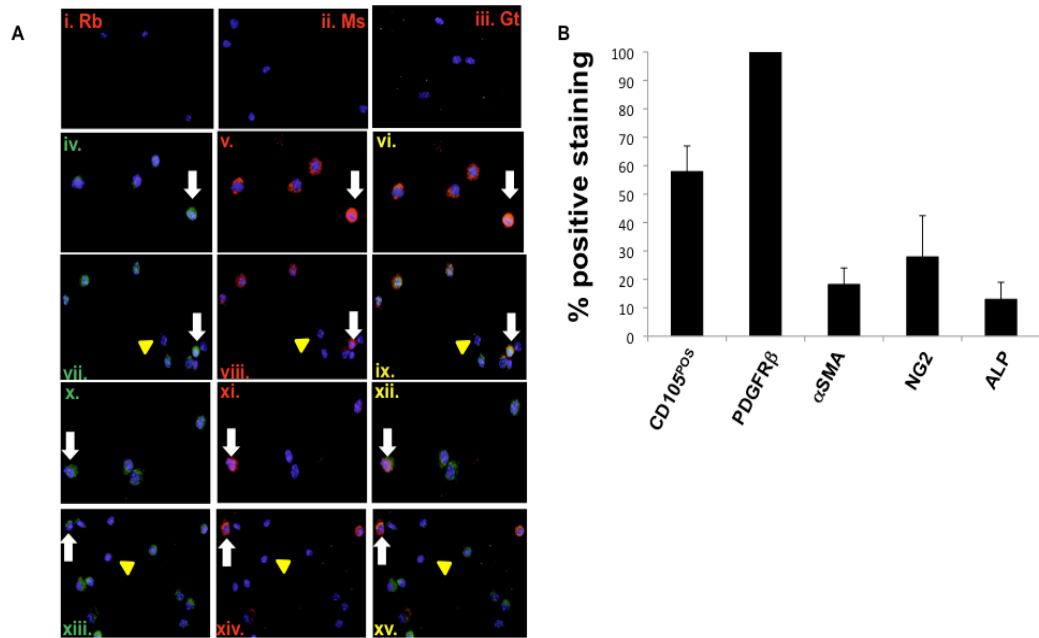 A
i. Rb
ii. Ms
iii. Gt
iv.
v.
vi.
vii.
viii.
ix.
x.
xi.
xii.
xiii.
xiv.
xv.
B
% positive staining
100
90
80
70
60
50
40
30
20
10
0
CD105POS
PDGFRβ
αSMA
NG2
ALP